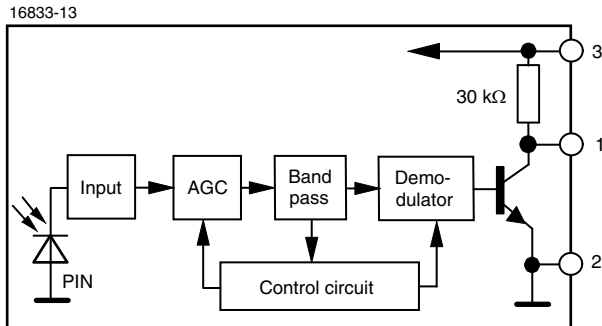 16833-13
3
30 kΩ
1
Input
AGC
Band
pass
Demo-
dulator
2
PIN
Control circuit